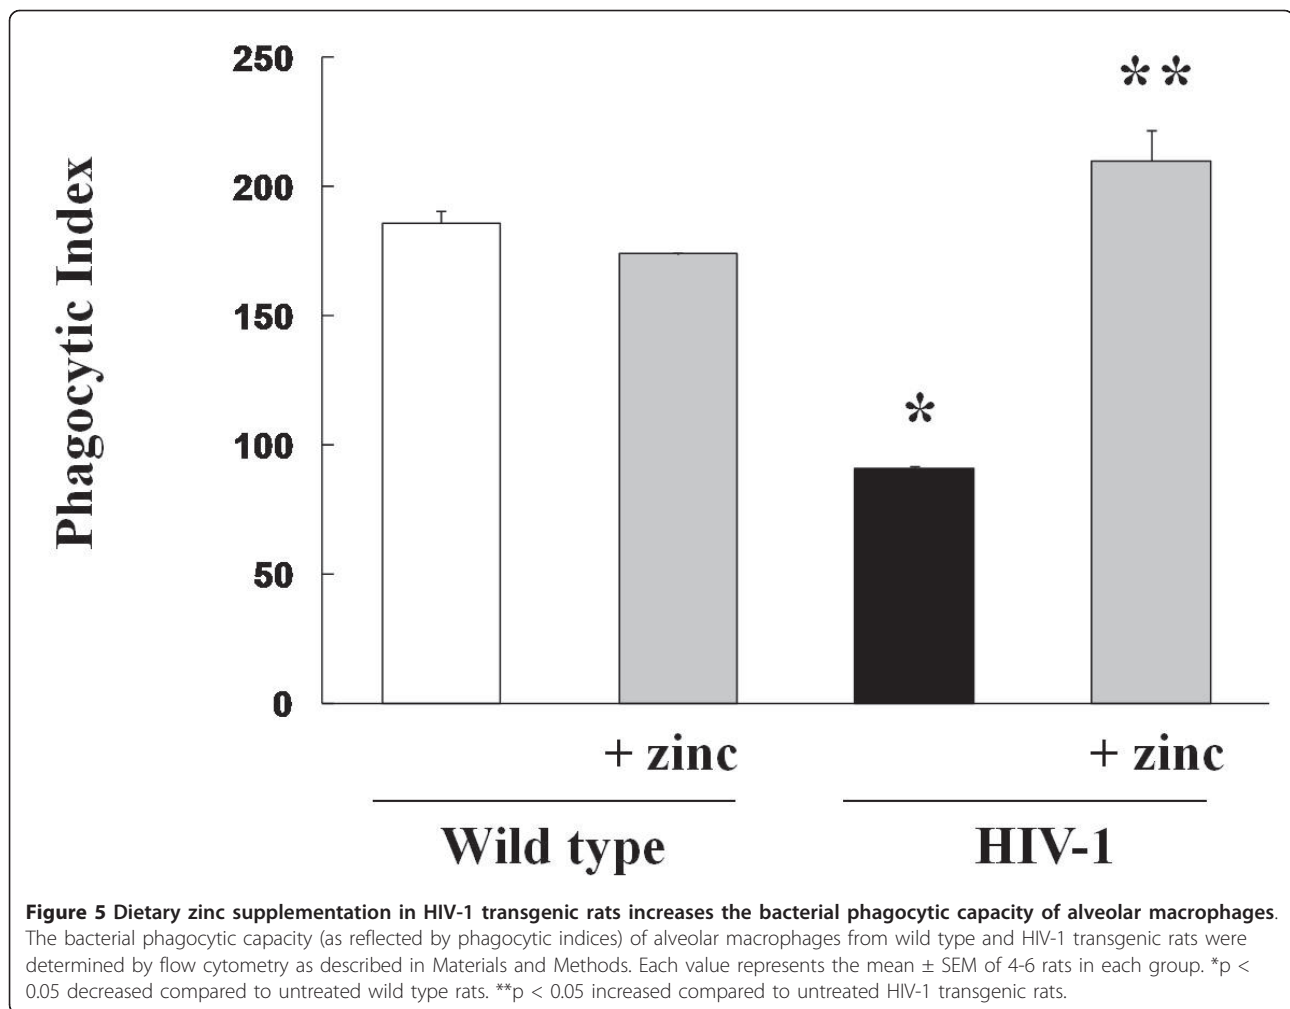 250
200
150
100
50
0
Phagocytic Index
*
**
+ zinc
+ zinc
Wild type
HIV-1
Figure 5 Dietary zinc supplementation in HIV-1 transgenic rats increases the bacterial phagocytic capacity of alveolar macrophages.
The bacterial phagocytic capacity (as reflected by phagocytic indices) of alveolar macrophages from wild type and HIV-1 transgenic rats were
determined by flow cytometry as described in Materials and Methods. Each value represents the mean ± SEM of 4-6 rats in each group. *p <
0.05 decreased compared to untreated wild type rats. **p < 0.05 increased compared to untreated HIV-1 transgenic rats.